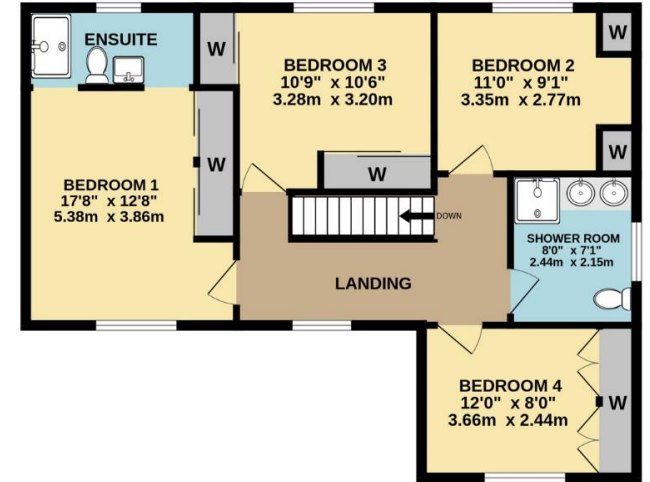 ENSUITE
W
BEDROOM 3
10'9" x 10'6"
3.28m x 3.20m
BEDROOM 2
11'0" x 9'1"
3.35m x 2.77m
W
W
W
BEDROOM 1
17'8" x 12'8"
5.38m x 3.86m
W
DOWN
SHOWER ROOM
8'0" x 7'1"
2.44m x 2.15m
LANDING
BEDROOM 4
12'0" x 8'0"
3.66m x 2.44m
W